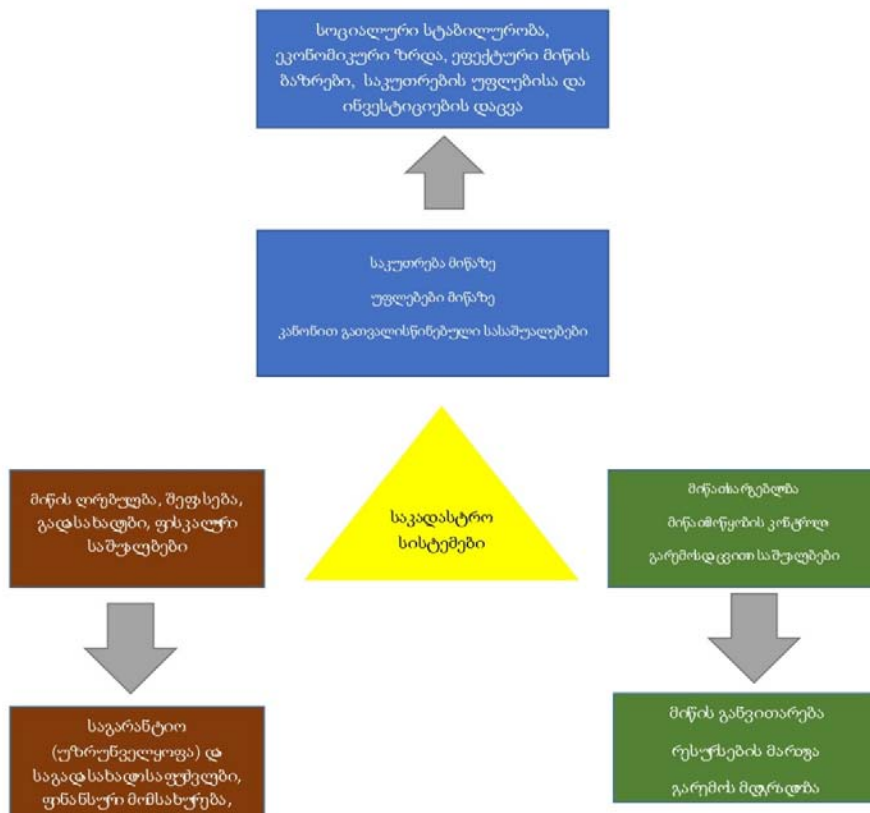 სოციალური სტაბილურობა,
ეკონომიკური ზრდა, ეფექტური მიწის
ბაზრები, საკუთრების უფლებისა და
ინვესტიციების დაცვა
საკუთრება მიწაზე
უფლებები მიწაზე
კანონით გათვალისწინებული სასაშუალებები
საკადასტრო
სისტემები
მიწის ღირებულება, შეფასება,
გადასახადები, ფისკალური
საშუალებები
მიწათსარგებლობა
მიწათმოწყობის კონტროლი
გარემოსდაცვითი საშუალებები
საგარანტიო
(უზრუნველყოფა) და
საგადასახადო საფუძვლები,
ფინანსური მომსახურება,
მიწის განვითარება
რესურსების მართვა
გარემოს მდგრადობა